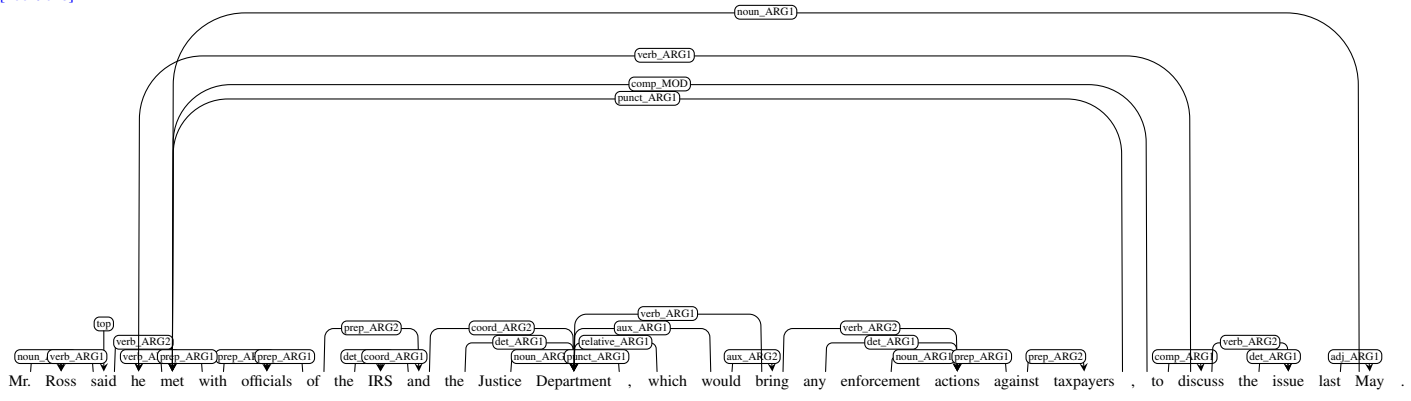 noun_ARG1
verb_ARG1
comp_MOD
punct_ARG1
verb_ARG1
top prep_ARG2 coord_ARG2 aux_ARG1 verb_ARG2
verb_ARG2 det_ARG1 relative_ARG1 det_ARG1 verb_ARG2
verb_ARG1 prep_ARG1 prep_ARG1 coord_ARG1 punct_ARG1 aux_ARG2 noun_ARG1 prep_ARG1 prep_ARG2 comp_ARG1 det_ARG1 adj_ARG1
Mr. Ross said he met with officials of the IRS and the Justice Department , which would bring any enforcement actions against taxpayers , to discuss the issue last May .